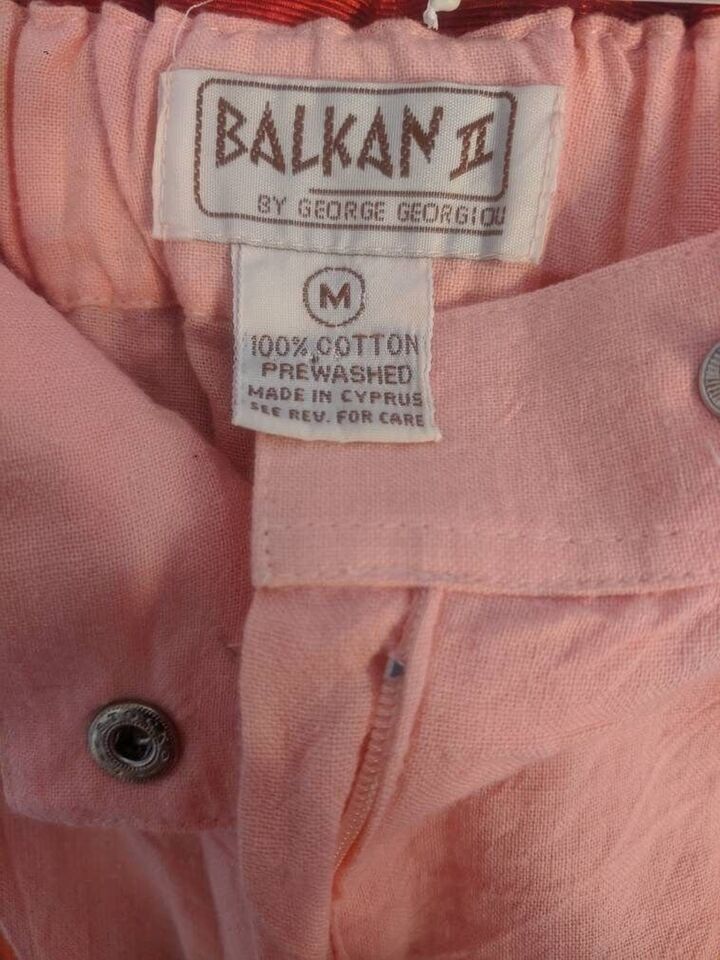 BALKAN II
BY GEORGE GEORGIOU
M
100% COTTON
PREWASHED
MADE IN CYPRUS
SEE REV. FOR CARE